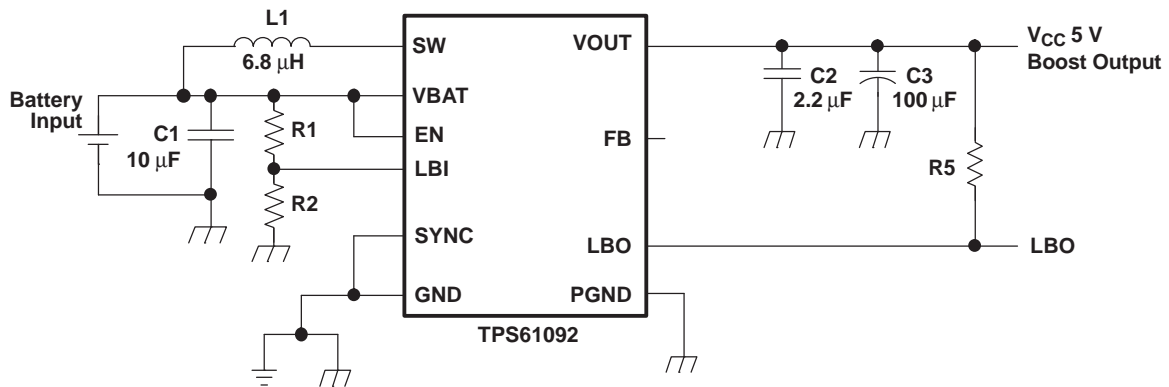 L1
6.8 μH
SW
VOUT
VCC 5 V
Boost Output
Battery
Input
C1
10 μF
VBAT
R1
EN
LBI
R2
C2
2.2 μF
C3
100 μF
FB
R5
SYNC
LBO
LBO
GND
PGND
TPS61092